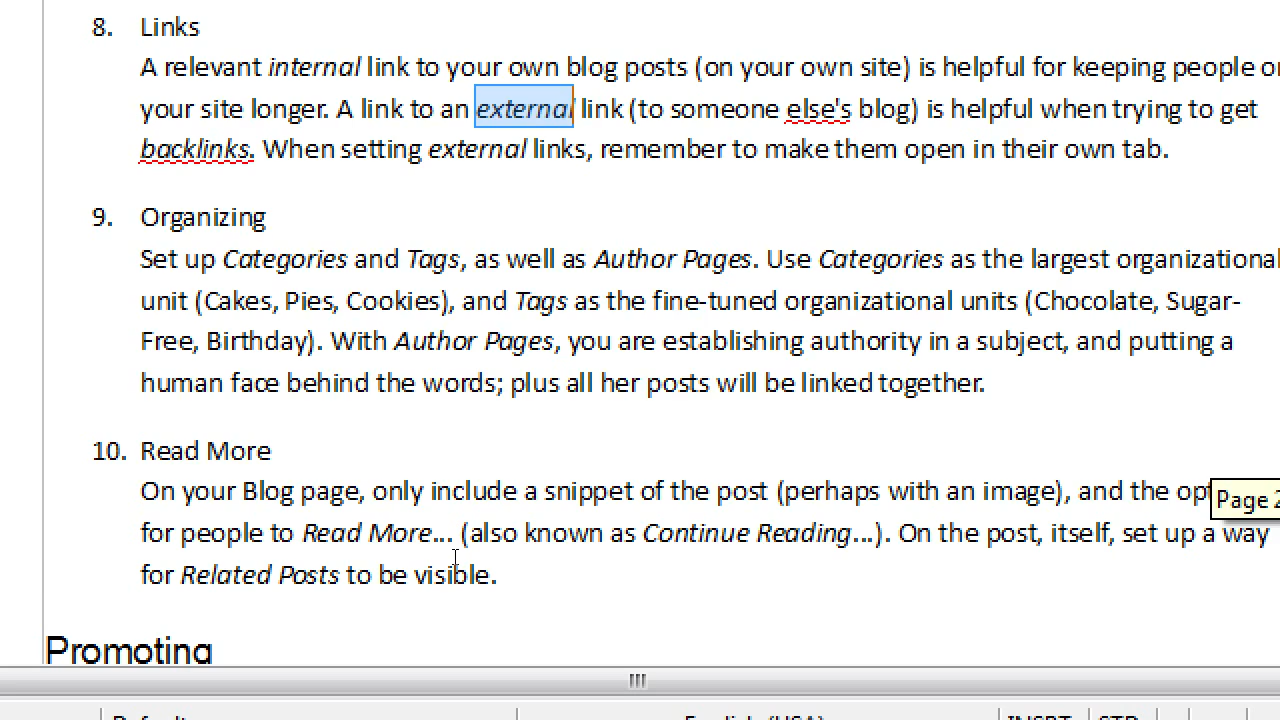 8. Links
A relevant internal link to your own blog posts (on your own site) is helpful for keeping people
your site longer. A link to an external link (to someone else's blog) is helpful when trying to get
backlinks. When setting external links, remember to make them open in their own tab.
9. Organizing
Set up Categories and Tags, as well as Author Pages. Use Categories as the largest organizational
unit (Cakes, Pies, Cookies), and Tags as the fine-tuned organizational units (Chocolate, Sugar-
Free, Birthday). With Author Pages, you are establishing authority in a subject, and putting a
human face behind the words; plus all her posts will be linked together.
10. Read More
On your Blog page, only include a snippet of the post (perhaps with an image), and the
Page 2
for people to Read More... (also known as Continue Reading...). On the post, itself, set up a way
for Related Posts to be visible.
Promoting
English (USA) INSRT STD